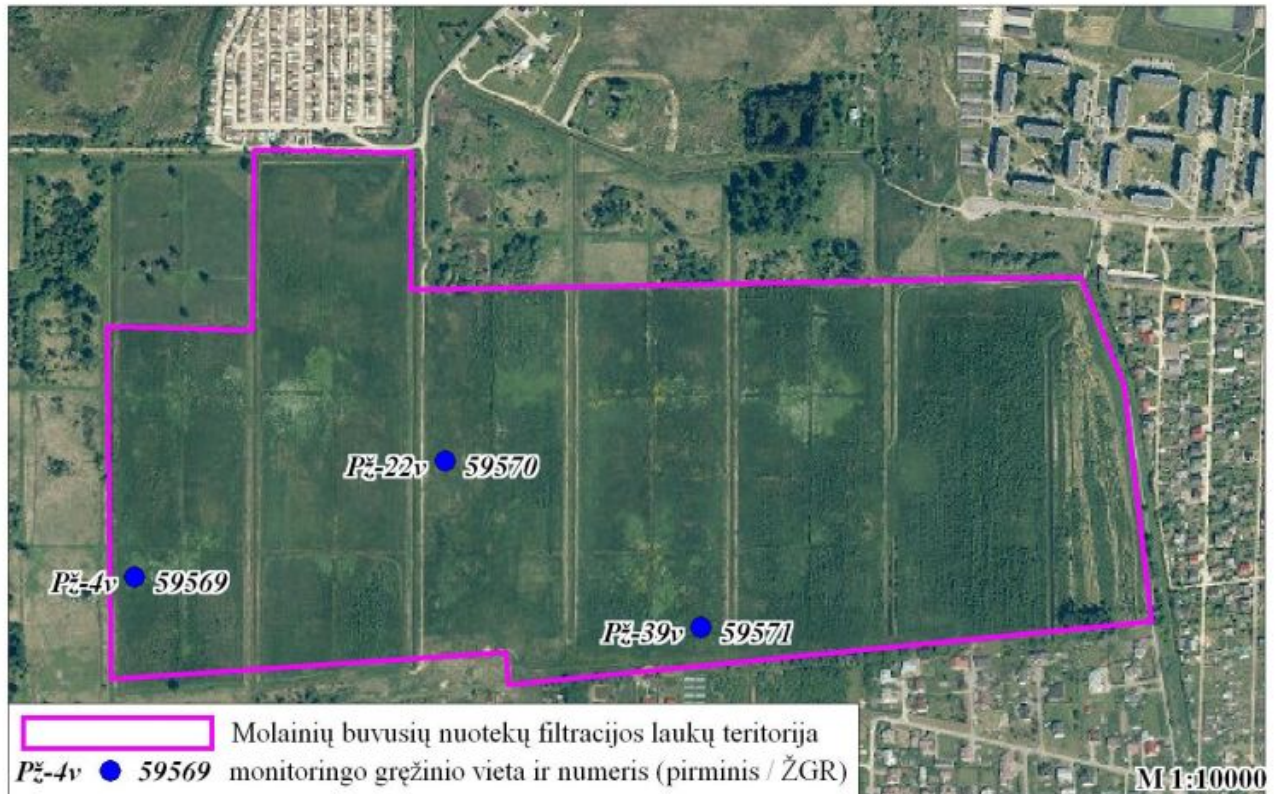 Pž-22v 59570
Pž-4v 59569
Pž-39v 59571
Molainių buvusių nuotekų filtracijos laukų teritorija
Pž-4v 59569 monitoringo gręžinio vieta ir numeris (pirminis / ŽGR)
M 1:10000